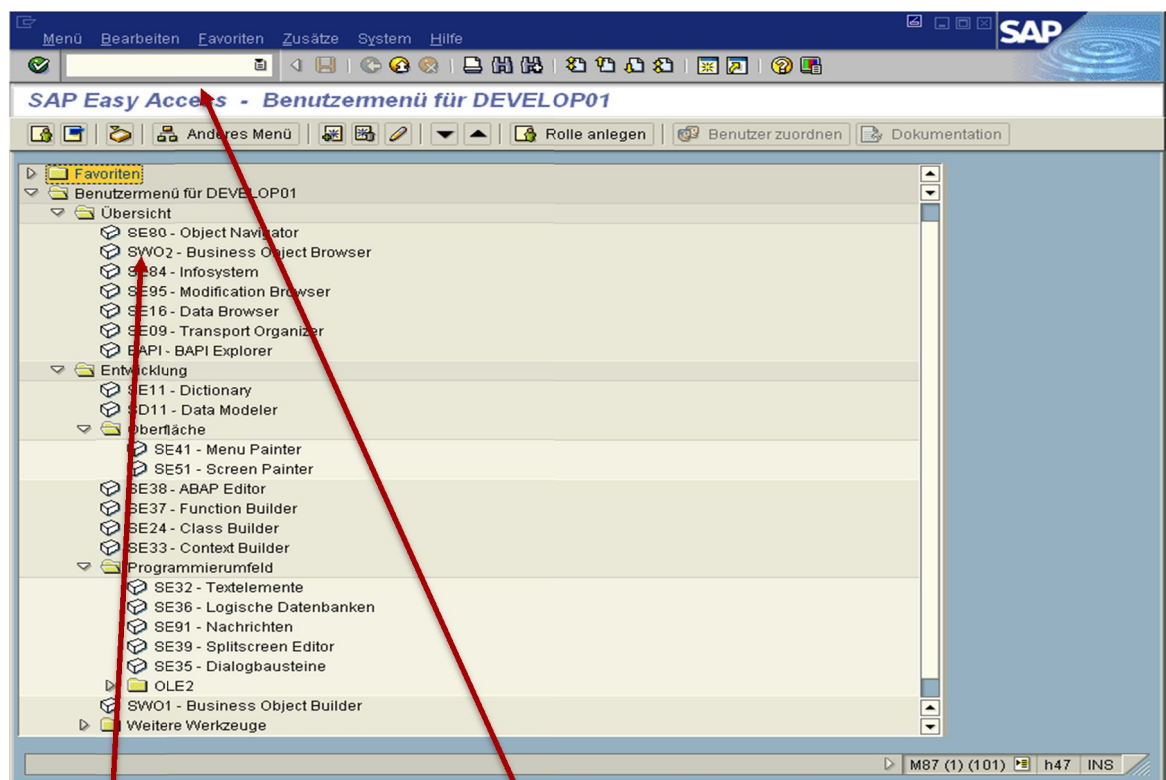 Menü Bearbeiten Favoriten Zusätze System Hilfe
SAP
SAP Easy Access - Benutzermenü für DEVELOP01
Anderes Menü Rolle anlegen Benutzer zuordnen Dokumentation
Favoriten
Benutzermenü für DEVELOP01
Übersicht
SE80 - Object Navigator
SWO2 - Business Object Browser
SE84 - Infosystem
SE95 - Modification Browser
SE16 - Data Browser
SE09 - Transport Organizer
BAPI - BAPI Explorer
Entwicklung
SE11 - Dictionary
SD11 - Data Modeler
Oberfläche
SE41 - Menu Painter
SE51 - Screen Painter
SE38 - ABAP Editor
SE37 - Function Builder
SE24 - Class Builder
SE33 - Context Builder
Programmierumfeld
SE32 - Textelemente
SE36 - Logische Datenbanken
SE91 - Nachrichten
SE39 - Splitscreen Editor
SE35 - Dialogbausteine
OLE2
SWO1 - Business Object Builder
Weitere Werkzeuge
M87 (1) (101) h47 INS